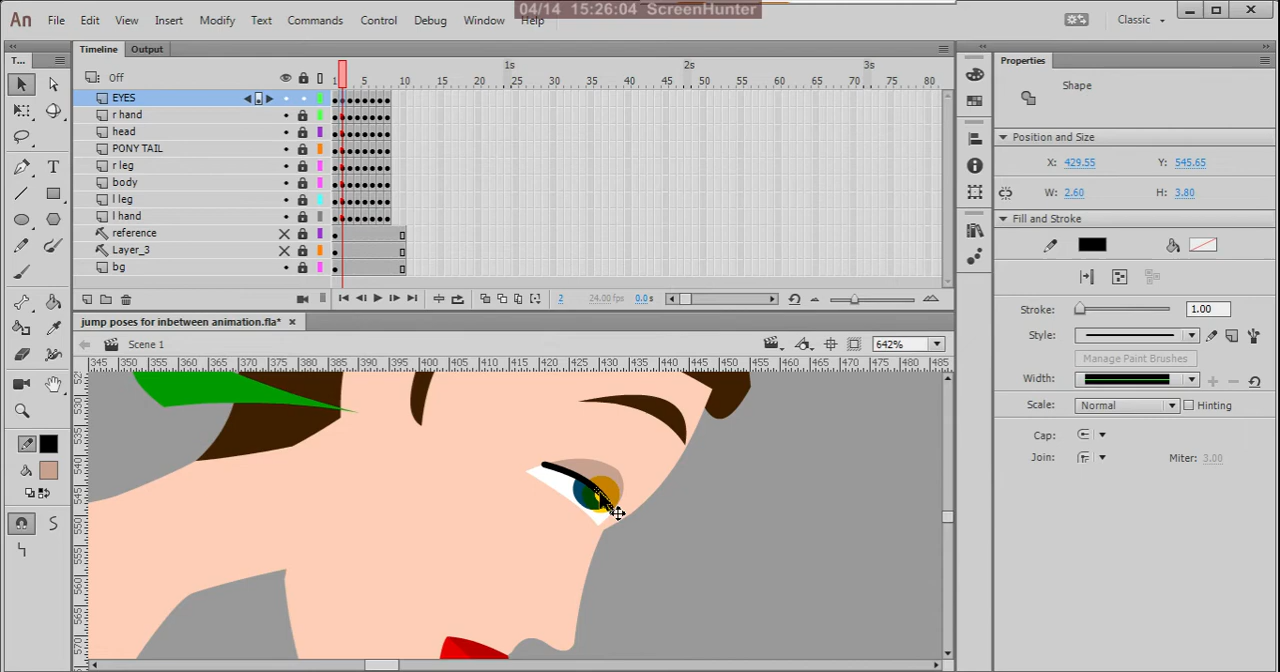 04/14 15:26:04 ScreenHunter
An File Edit View Insert Modify Text Commands Control Debug Window Help Classic
T... Timeline Output Properties
Off 1s 2s 3s
1 5 10 15 20 25 30 35 40 45 50 55 60 65 70 75 80
Shape
EYES
r hand
head
PONY TAIL
r leg
body
l leg
l hand
reference
Layer_3
bg
2 24.00 fps 0.0 s
jump poses for inbetween animation.fla*
Scene 1 642%
345 350 355 360 365 370 375 380 385 390 395 400 405 410 415 420 425 430 435 440 445 450 455 460 465 470 475 480 485
530
535
540
545
550
555
560
565
570
Position and Size
X: 429.55 Y: 545.65
W: 2.60 H: 3.80
Fill and Stroke
Stroke: 1.00
Style:
Manage Paint Brushes
Width:
Scale: Normal Hinting
Cap:
Join: Miter: 3.00